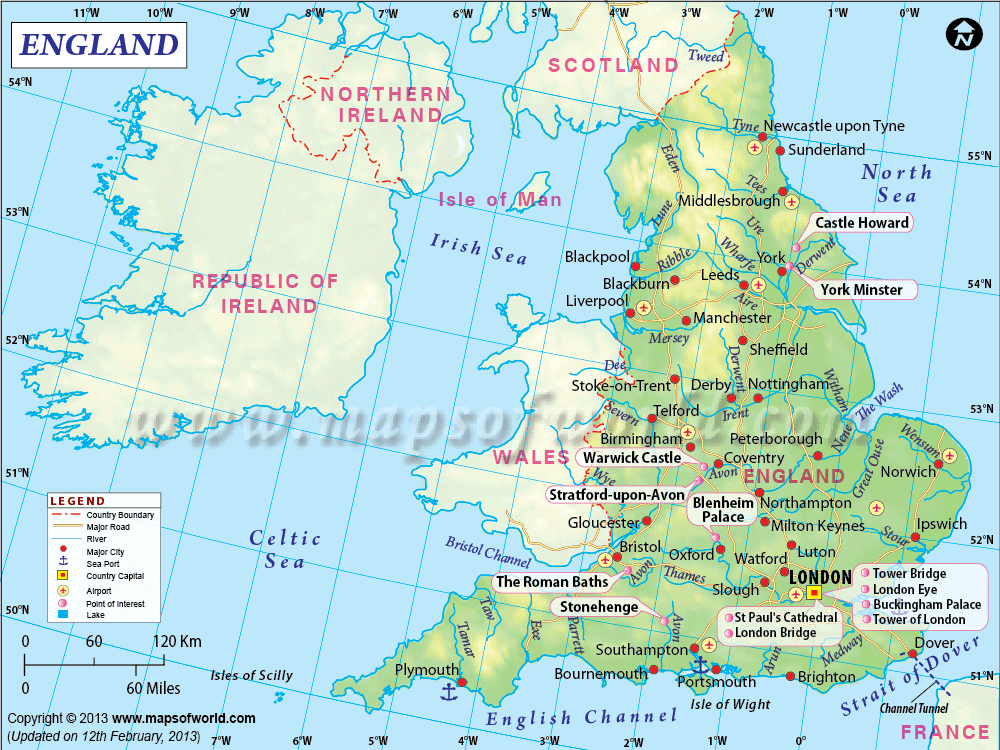 11°W
10°W
9°W
8°W
7°W
6°W
5°W
4°W
3°W
2°W
1°W
0°W
ENGLAND
N
SCOTLAND
Tweed
54°N
NORTHERN
IRELAND
Tyne
Newcastle upon Tyne
Sunderland
55°N
Eden
North
Sea
Tees
Middlesbrough
Isle of Man
53°N
Lune
Ure
Castle Howard
Irish Sea
Blackpool
Ribble
Wharfe
York
Derwent
Leeds
Blackburn
REPUBLIC OF
IRELAND
York Minster
54°N
Liverpool
Aire
Manchester
Mersey
52°N
Sheffield
Dee
Derwent
Stoke-on-Trent
Derby
Nottingham
Witham
The Wash
53°N
www.mapsofworld.com
Severn
Telford
Irent
Birmingham
Peterborough
Nene
Wensum
WALES
Warwick Castle
Coventry
Great Ouse
Norwich
51°N
Wye
Avon
ENGLAND
Stratford-upon-Avon
Blenheim
Palace
Northampton
LEGEND
Country Boundary
Major Road
River
Major City
Sea Port
Country Capital
Airport
Point of Interest
Lake
Gloucester
Milton Keynes
Ipswich
Stour
52°N
Celtic
Sea
Bristol Channel
Bristol
Oxford
Watford
Luton
The Roman Baths
Avon
Thames
LONDON
Slough
Tower Bridge
London Eye
Buckingham Palace
Tower of London
50°N
Stonehenge
St Paul's Cathedral
London Bridge
Taw
Tamar
Exe
Parrett
Avon
0
60
120 Km
0
60 Miles
Southampton
Arun
Medway
Dover
Strait of Dover
Isles of Scilly
Plymouth
Bournemouth
Portsmouth
Brighton
51°N
Isle of Wight
Channel Tunnel
English Channel
FRANCE
Copyright © 2013 www.mapsofworld.com
(Updated on 12th February, 2013)
7°W
6°W
5°W
4°W
3°W
2°W
1°W
0°W